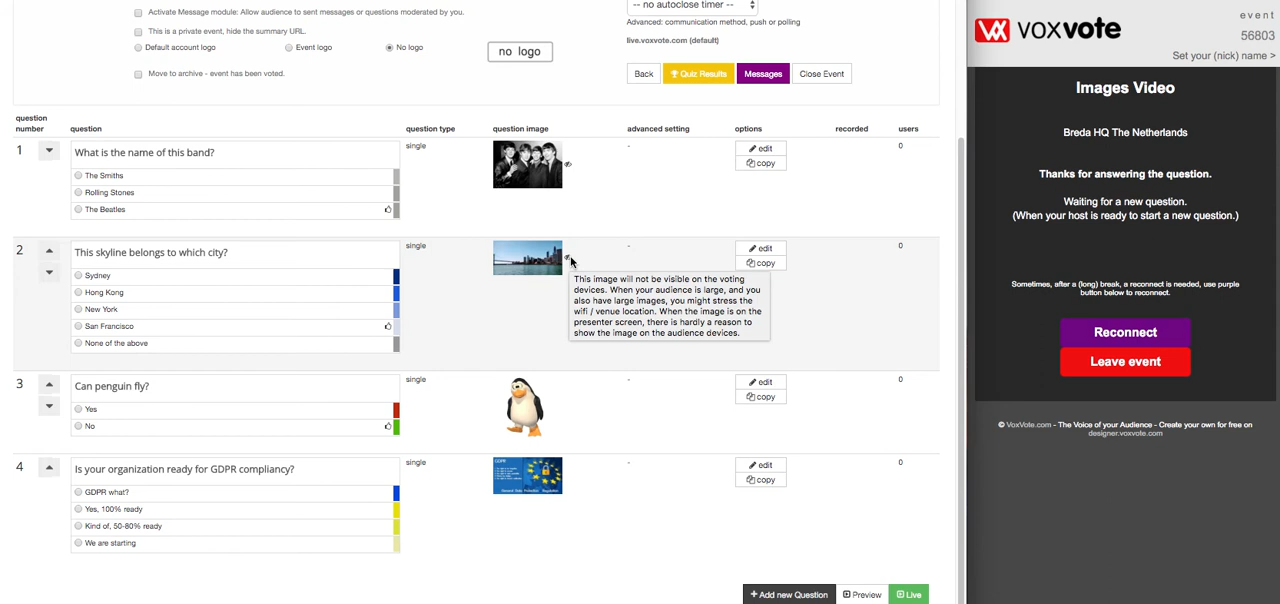 Activate Message module: Allow audience to sent messages or questions moderated by you.
This is a private event, hide the summary URL.
Default account logo
Event logo
No logo
no logo
Move to archive - event has been voted.
-- no autoclose timer --
Advanced: communication method, push or polling
live.voxvote.com (default)
Back
Quiz Results
Messages
Close Event
question number
question
question type
question image
advanced setting
options
recorded
users
1
What is the name of this band?
The Smiths
Rolling Stones
The Beatles
single
-
edit
copy
0
2
This skyline belongs to which city?
Sydney
Hong Kong
New York
San Francisco
None of the above
single
-
edit
copy
0
This image will not be visible on the voting
devices. When your audience is large, and you
also have large images, you might stress the
wifi / venue location. When the image is on the
presenter screen, there is hardly a reason to
show the image on the audience devices.
3
Can penguin fly?
Yes
No
single
-
edit
copy
0
4
Is your organization ready for GDPR compliancy?
GDPR what?
Yes, 100% ready
Kind of, 50-80% ready
We are starting
single
GDPR
-
edit
copy
0
Add new Question
Preview
Live
voxvote
event
56803
Set your (nick) name >
Images Video
Breda HQ The Netherlands
Thanks for answering the question.
Waiting for a new question.
(When your host is ready to start a new question.)
Sometimes, after a (long) break, a reconnect is needed, use purple
button below to reconnect.
Reconnect
Leave event
© VoxVote.com - The Voice of your Audience - Create your own for free on
designer.voxvote.com